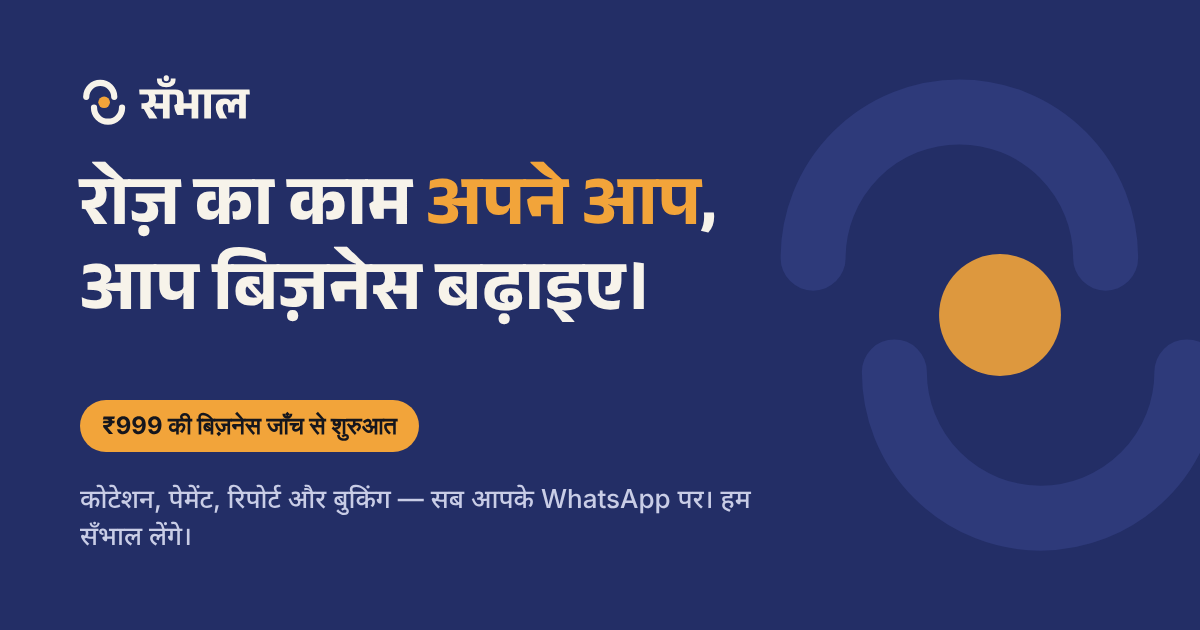 सँभाल
रोज़ का काम अपने आप,
आप बिज़नेस बढ़ाइए।
₹999 की बिज़नेस जाँच से शुरुआत
कोटेशन, पेमेंट, रिपोर्ट और बुकिंग — सब आपके WhatsApp पर। हम
सँभाल लेंगे।